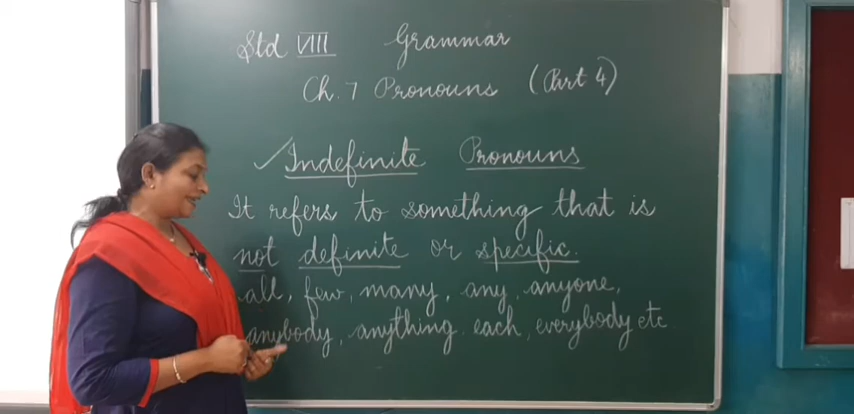 Std VIII Grammar
Ch. 7 Pronouns (Part 4)
✓ Indefinite Pronouns
It refers to something that is
not definite or specific.
all, few, many, any, anyone,
anybody, anything, each, everybody etc